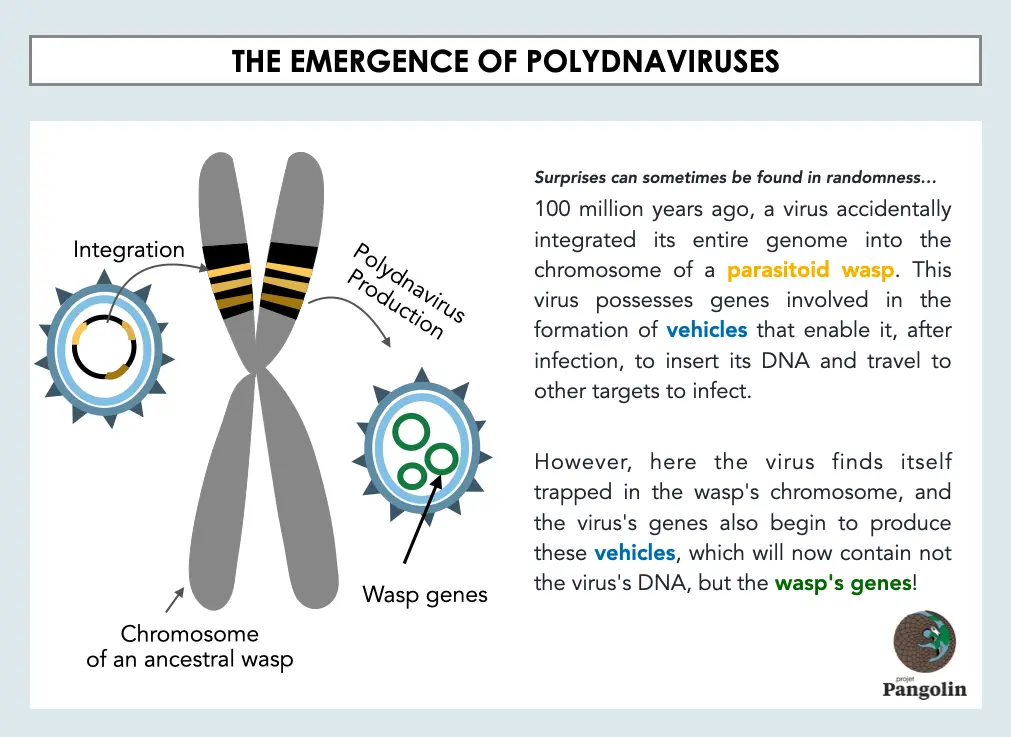 THE EMERGENCE OF POLYDNAVIRUSES
Integration
Polydnavirus
Production
Wasp genes
Chromosome
of an ancestral wasp
Surprises can sometimes be found in randomness…
100 million years ago, a virus accidentally
integrated its entire genome into the
chromosome of a parasitoid wasp. This
virus possesses genes involved in the
formation of vehicles that enable it, after
infection, to insert its DNA and travel to
other targets to infect.
However, here the virus finds itself
trapped in the wasp's chromosome, and
the virus's genes also begin to produce
these vehicles, which will now contain not
the virus's DNA, but the wasp's genes!
projet
Pangolin